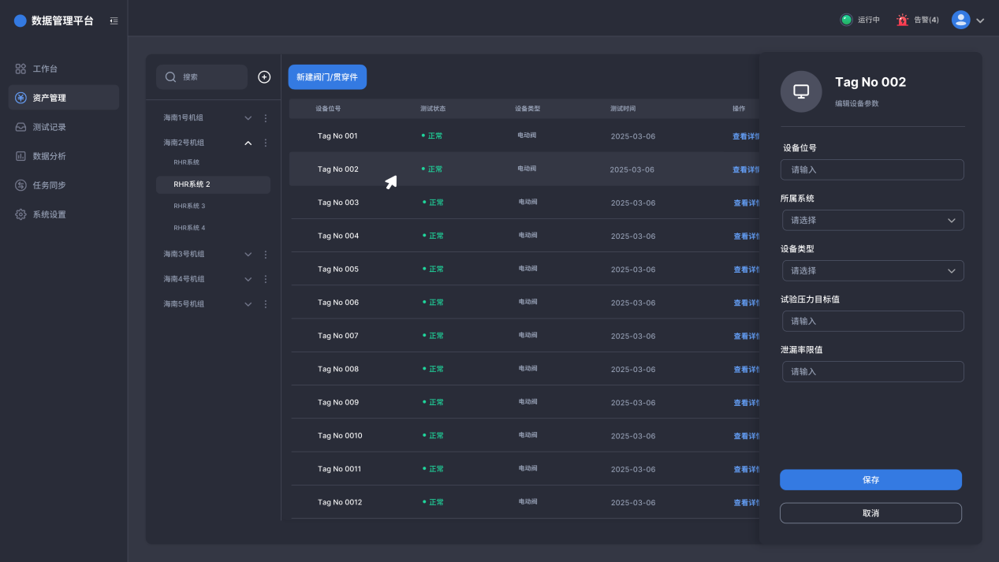 数据管理平台
运行中
告警(4)
工作台
资产管理
测试记录
数据分析
任务同步
系统设置
搜索
新建阀门/贯穿件
海南1号机组
海南2号机组
RHR系统
RHR系统 2
RHR系统 3
RHR系统 4
海南3号机组
海南4号机组
海南5号机组
设备位号 测试状态 设备类型 测试时间 操作
Tag No 001 正常 电动阀 2025-03-06 查看详情
Tag No 002 正常 电动阀 2025-03-06 查看详情
Tag No 003 正常 电动阀 2025-03-06 查看详情
Tag No 004 正常 电动阀 2025-03-06 查看详情
Tag No 005 正常 电动阀 2025-03-06 查看详情
Tag No 006 正常 电动阀 2025-03-06 查看详情
Tag No 007 正常 电动阀 2025-03-06 查看详情
Tag No 008 正常 电动阀 2025-03-06 查看详情
Tag No 009 正常 电动阀 2025-03-06 查看详情
Tag No 0010 正常 电动阀 2025-03-06 查看详情
Tag No 0011 正常 电动阀 2025-03-06 查看详情
Tag No 0012 正常 电动阀 2025-03-06 查看详情
Tag No 002
编辑设备参数
设备位号
请输入
所属系统
请选择
设备类型
请选择
试验压力目标值
请输入
泄漏率限值
请输入
保存
取消